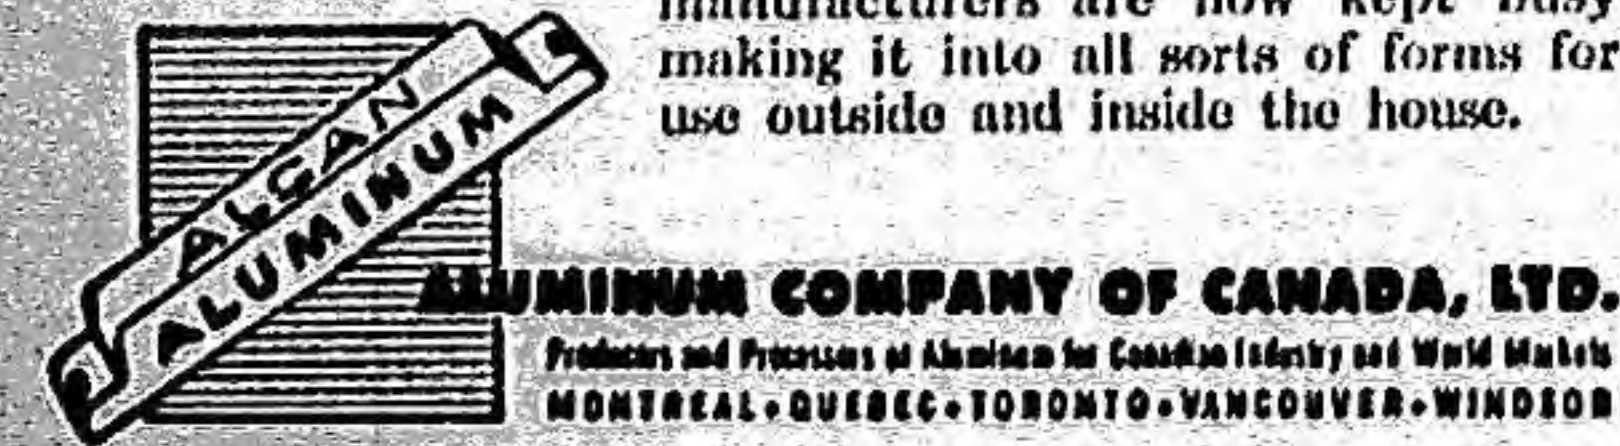 manufacturers are now kept busy
making it into all sorts of forms for
use outside and inside the house.
ALCAN
ALUMINUM
ALUMINUM COMPANY OF CANADA, LTD.
Producers and Processors of Aluminum for Canadian Industry and World Markets
MONTREAL • QUEBEC • TORONTO • VANCOUVER • WINDSOR